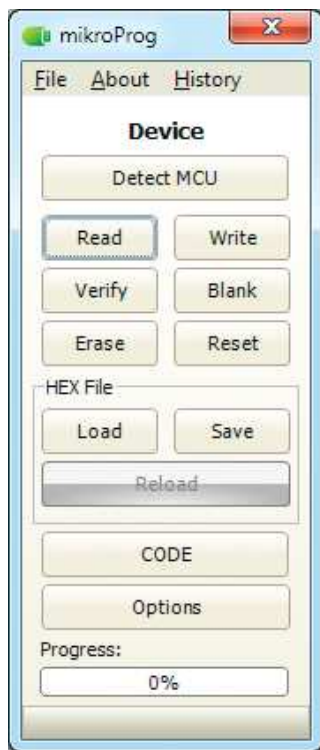 mikroProg
File About History
Device
Detect MCU
Read Write
Verify Blank
Erase Reset
HEX File
Load Save
Reload
CODE
Options
Progress:
0%